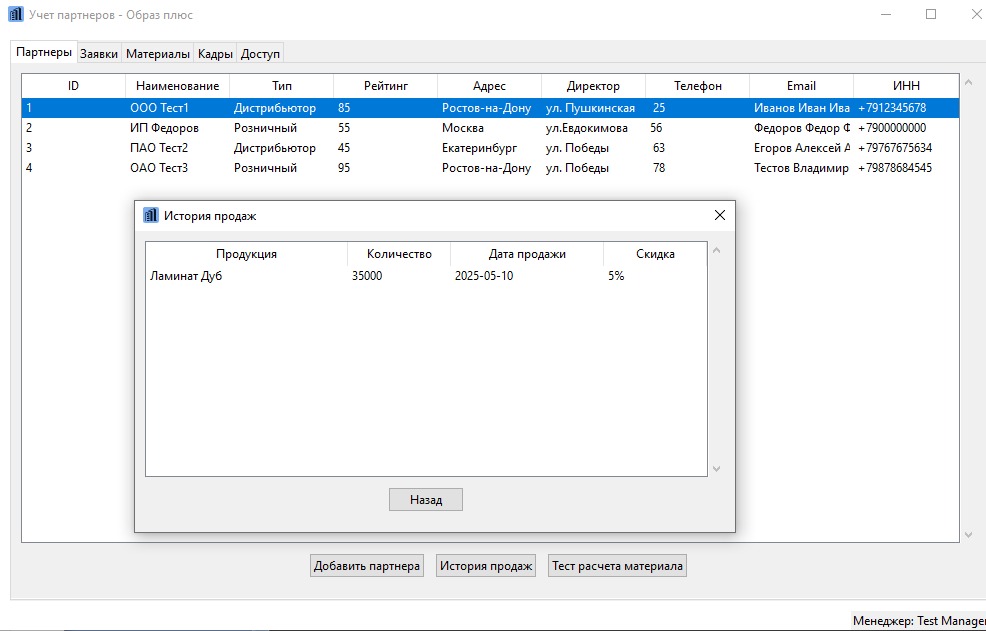 Учет партнеров - Образ плюс
Партнеры Заявки Материалы Кадры Доступ
ID Наименование Тип Рейтинг Адрес Директор Телефон Email ИНН
1 ООО Тест1 Дистрибьютор 85 Ростов-на-Дону ул. Пушкинская 25 Иванов Иван Ива +7912345678
2 ИП Федоров Розничный 55 Москва ул.Евдокимова 56 Федоров Федор Ф +7900000000
3 ПАО Тест2 Дистрибьютор 45 Екатеринбург ул. Победы 63 Егоров Алексей А +79767675634
4 ОАО Тест3 Розничный 95 Ростов-на-Дону ул. Победы 78 Тестов Владимир +79878684545
История продаж
Продукция Количество Дата продажи Скидка
Ламинат Дуб 35000 2025-05-10 5%
Назад
Добавить партнера История продаж Тест расчета материала
Менеджер: Test Manager